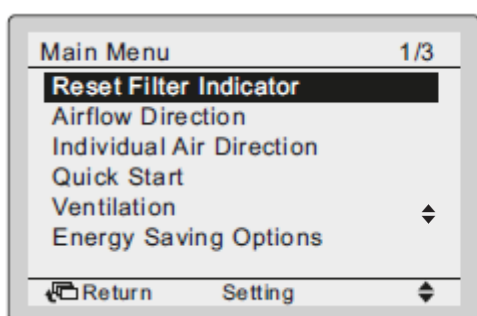 Main Menu 1/3
Reset Filter Indicator
Airflow Direction
Individual Air Direction
Quick Start
Ventilation
Energy Saving Options
Return Setting